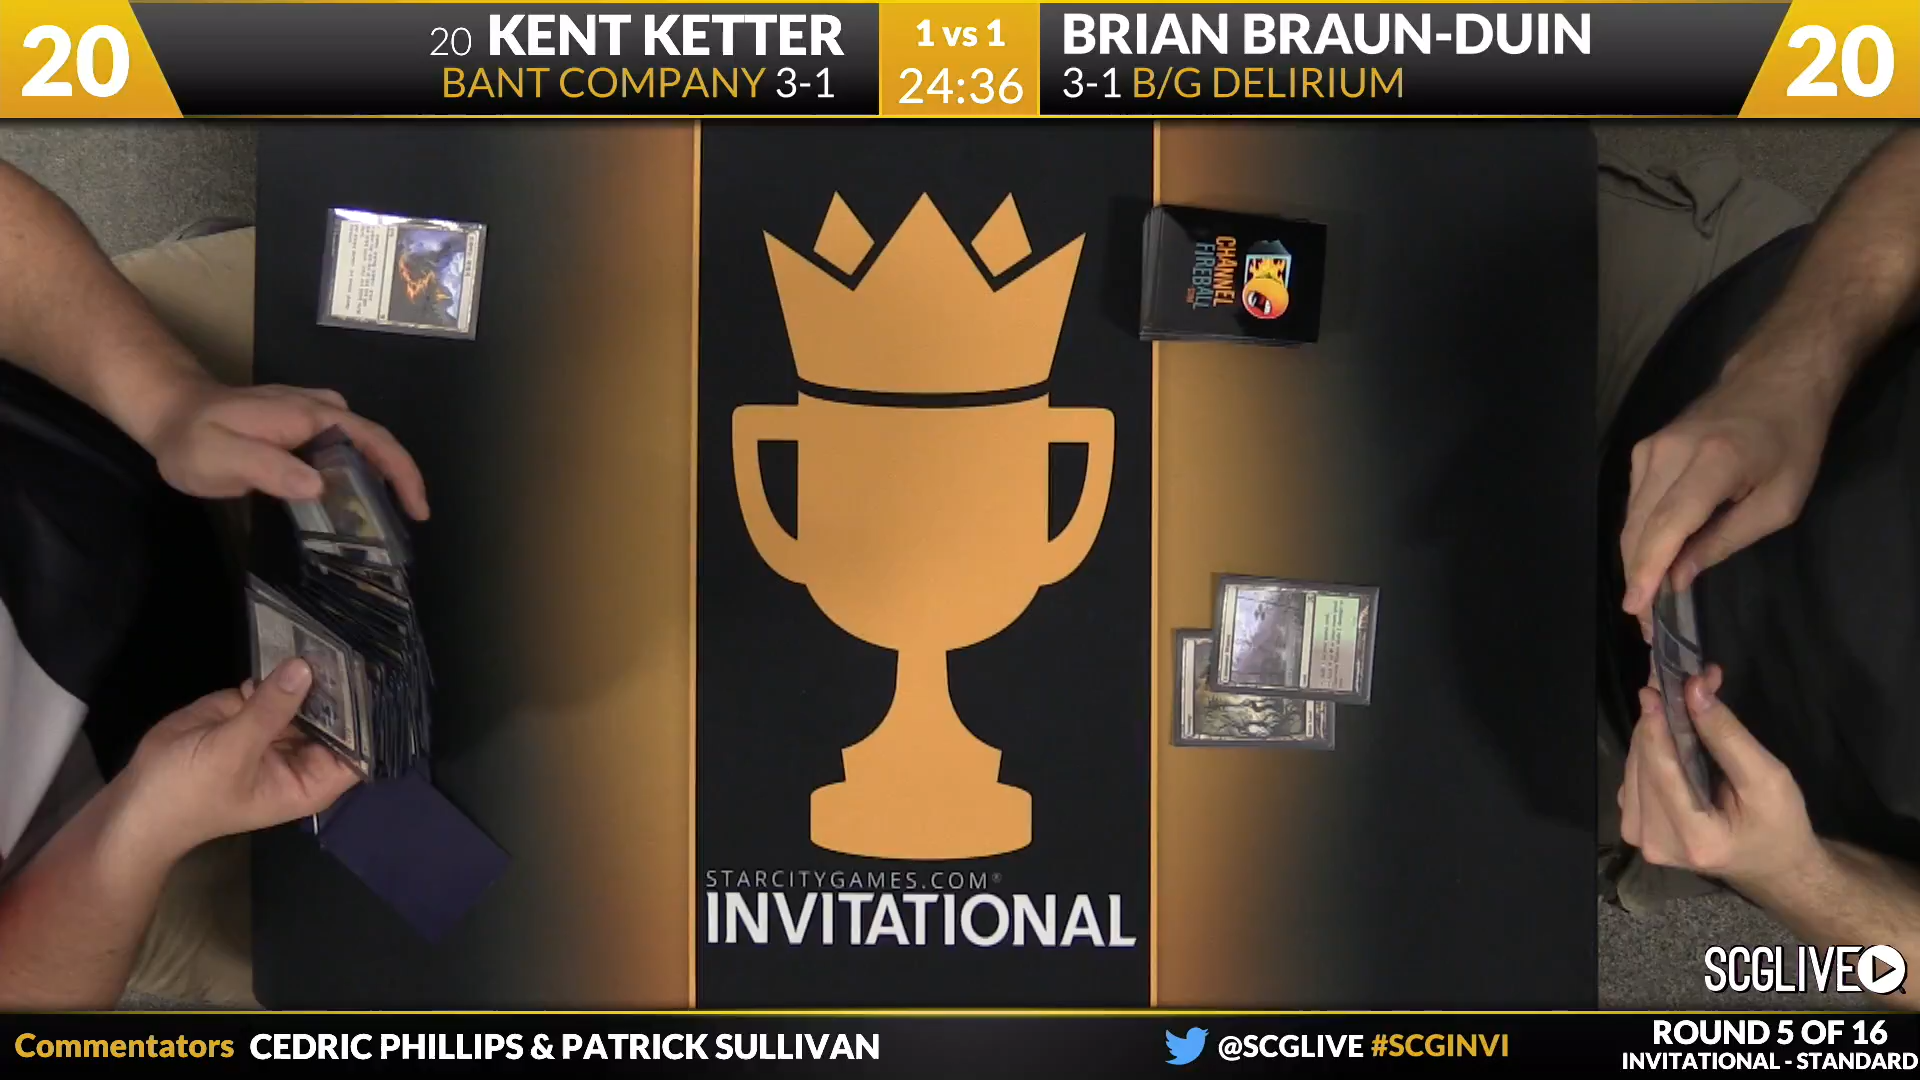 20
20 KENT KETTER
BANT COMPANY 3-1
1 vs 1
24:36
BRIAN BRAUN-DUIN
3-1 B/G DELIRIUM
20
CHANNEL
FIREBALL
STARCITYGAMES.COM®
INVITATIONAL
SCGLIVE
Commentators CEDRIC PHILLIPS & PATRICK SULLIVAN
@SCGLIVE #SCGINVI
ROUND 5 OF 16
INVITATIONAL - STANDARD